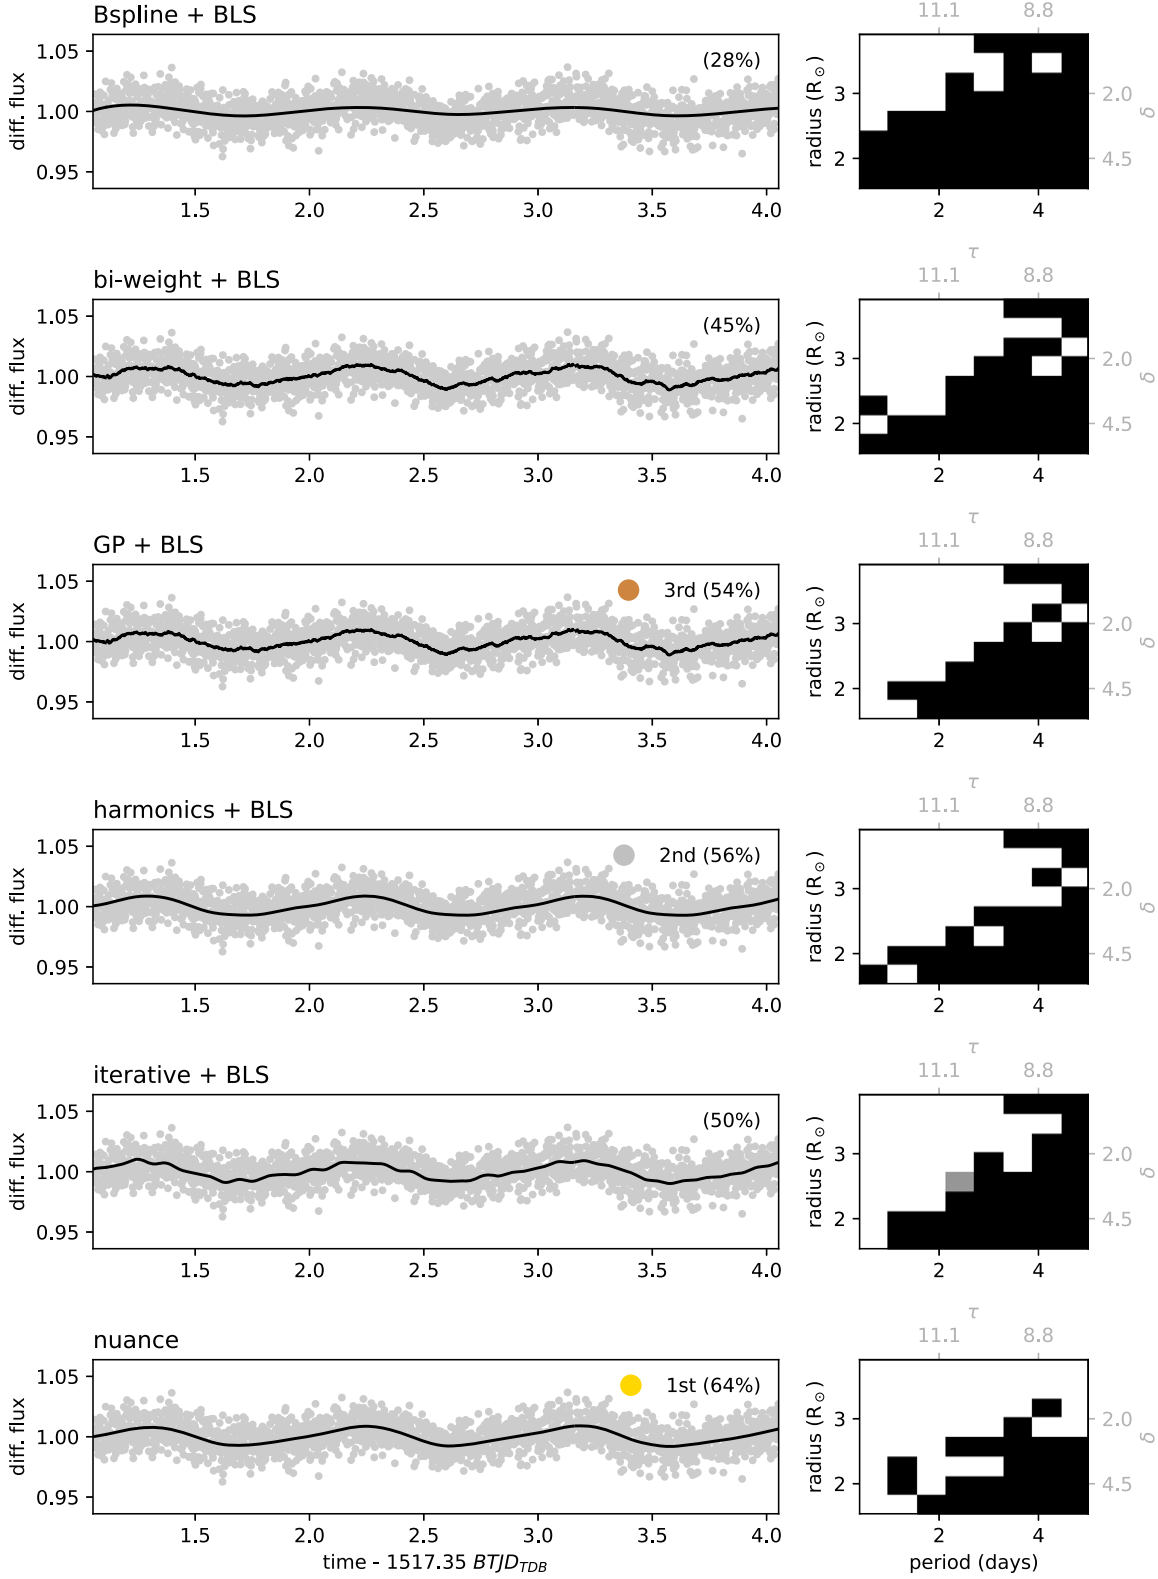 Bspline + BLS
11.1 8.8
1.05
1.00
0.95
diff. flux
(28%)
1.5 2.0 2.5 3.0 3.5 4.0
3
2
radius (R⊙)
2.0
4.5
δ
2 4
bi-weight + BLS
τ
11.1 8.8
1.05
1.00
0.95
diff. flux
(45%)
1.5 2.0 2.5 3.0 3.5 4.0
3
2
radius (R⊙)
2.0
4.5
δ
2 4
GP + BLS
τ
11.1 8.8
1.05
1.00
0.95
diff. flux
3rd (54%)
1.5 2.0 2.5 3.0 3.5 4.0
3
2
radius (R⊙)
2.0
4.5
δ
2 4
harmonics + BLS
τ
11.1 8.8
1.05
1.00
0.95
diff. flux
2nd (56%)
1.5 2.0 2.5 3.0 3.5 4.0
3
2
radius (R⊙)
2.0
4.5
δ
2 4
iterative + BLS
τ
11.1 8.8
1.05
1.00
0.95
diff. flux
(50%)
1.5 2.0 2.5 3.0 3.5 4.0
3
2
radius (R⊙)
2.0
4.5
δ
2 4
nuance
τ
11.1 8.8
1.05
1.00
0.95
diff. flux
1st (64%)
1.5 2.0 2.5 3.0 3.5 4.0
time - 1517.35 BTJD_TDB
3
2
radius (R⊙)
2.0
4.5
δ
2 4
period (days)